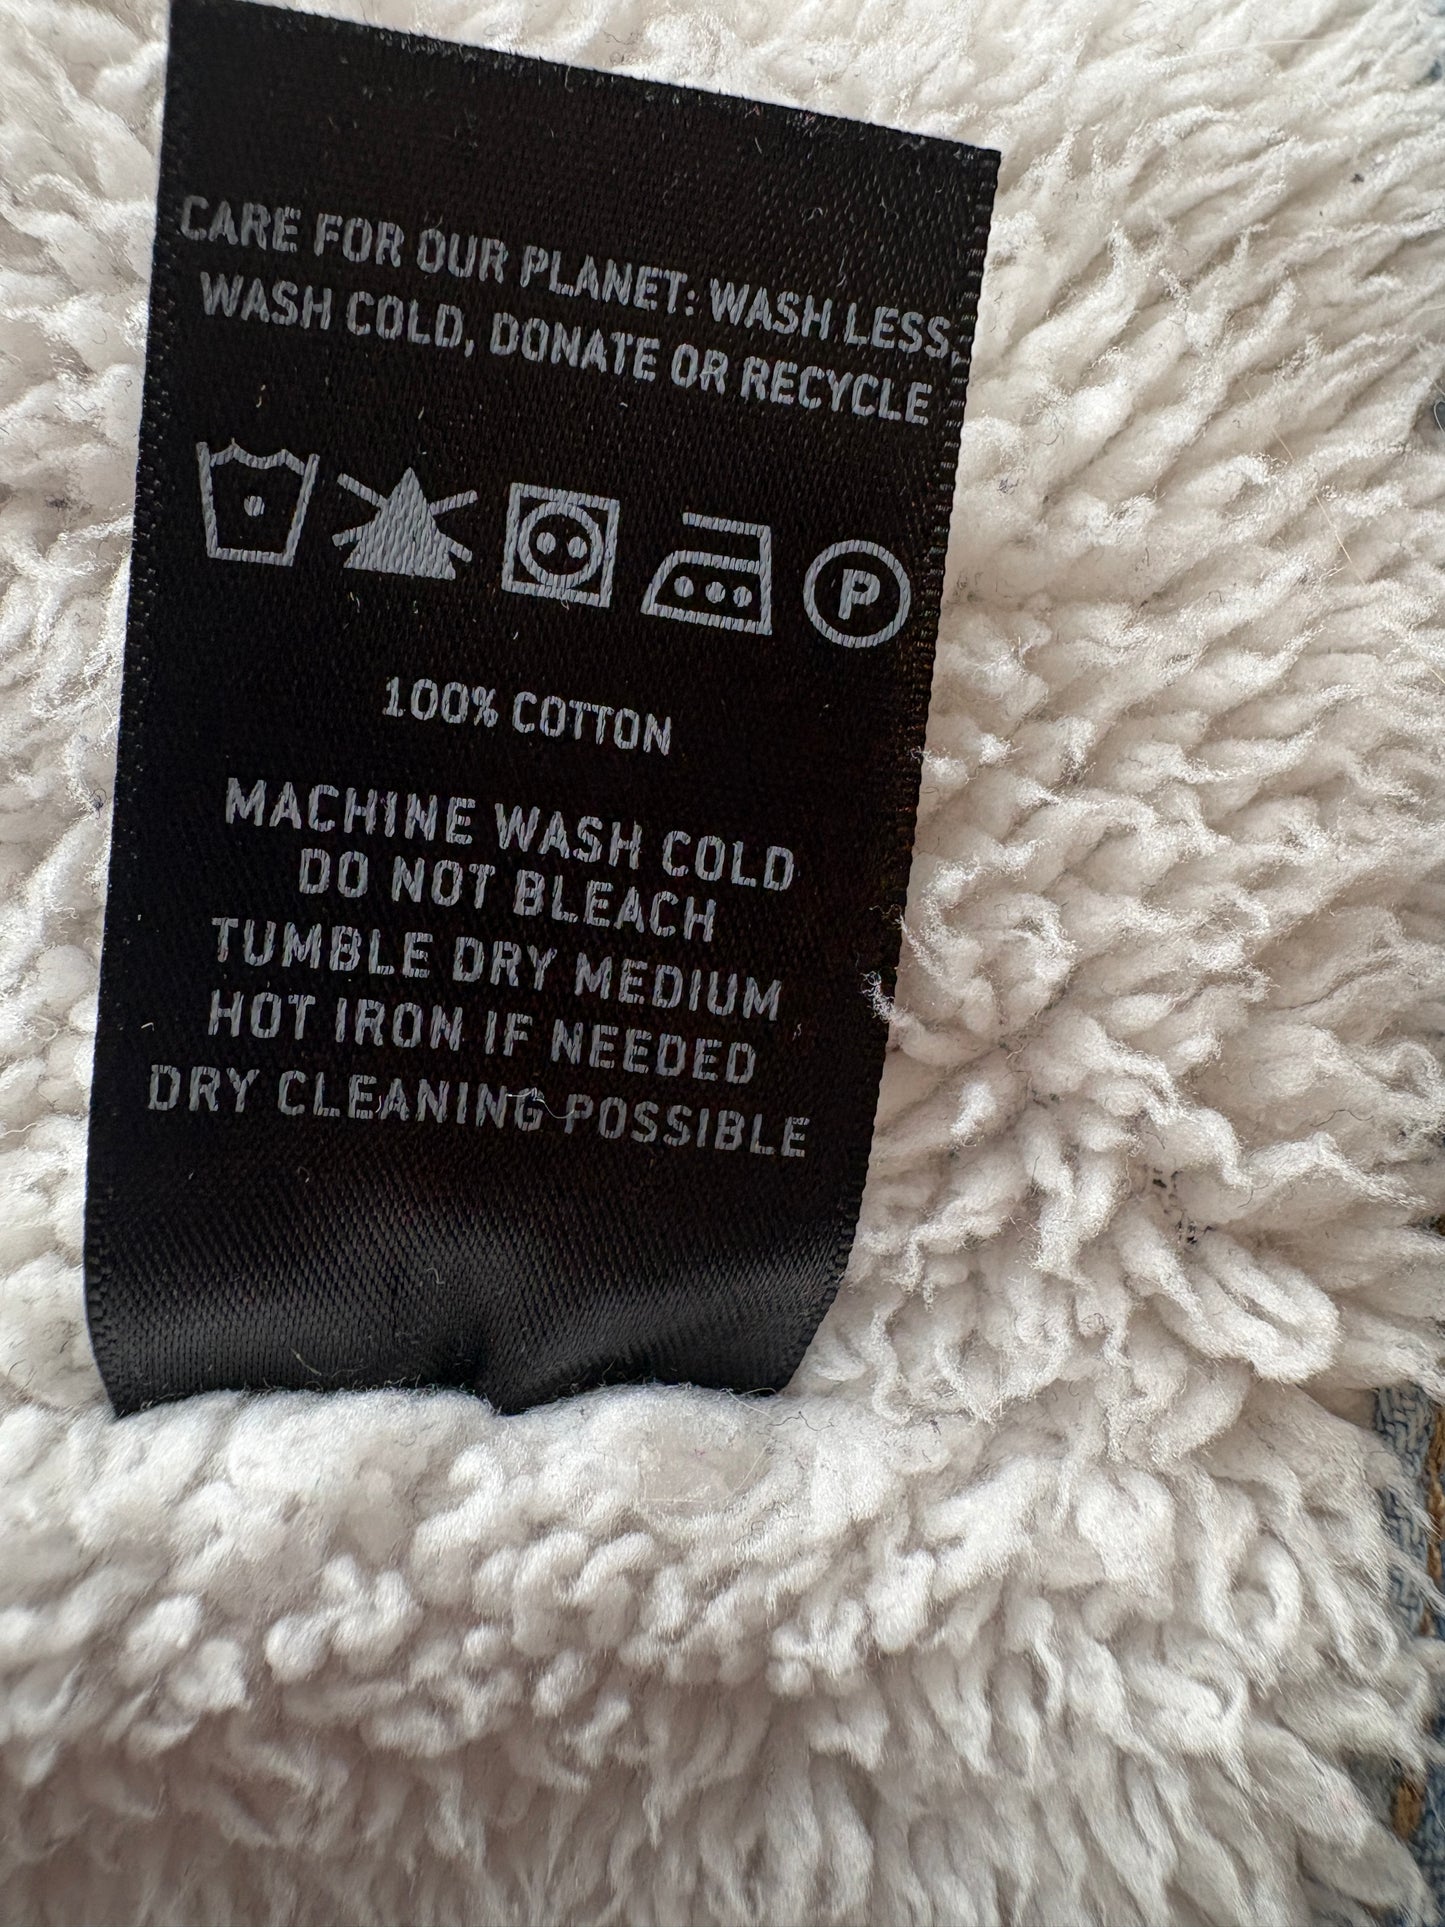 CARE FOR OUR PLANET: WASH LESS,
WASH COLD, DONATE OR RECYCLE
P
100% COTTON
MACHINE WASH COLD
DO NOT BLEACH
TUMBLE DRY MEDIUM
HOT IRON IF NEEDED
DRY CLEANING POSSIBLE